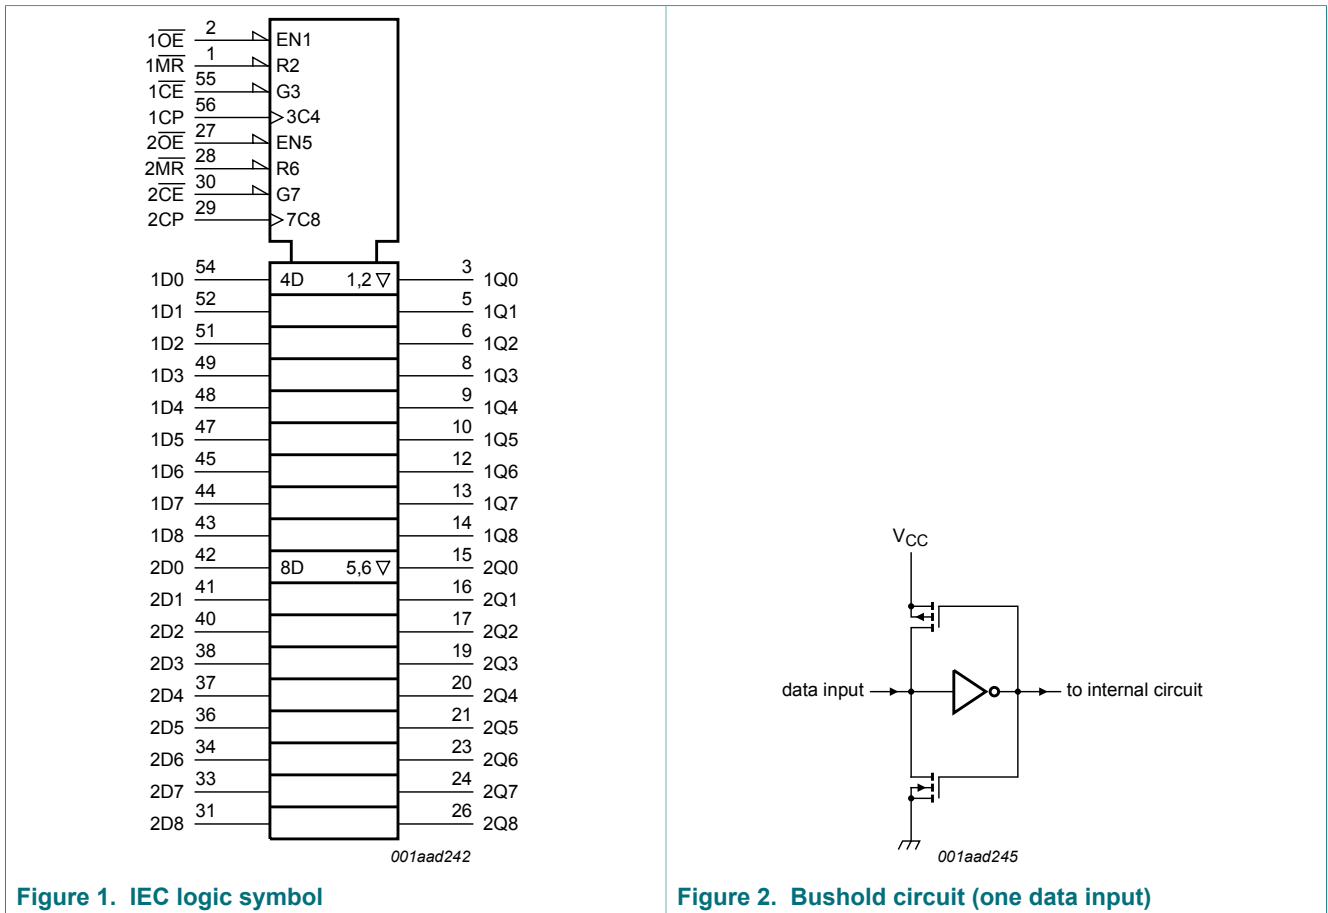 1OE 2 EN1
1MR 1 R2
1CE 55 G3
1CP 56 3C4
2OE 27 EN5
2MR 28 R6
2CE 30 G7
2CP 29 7C8
1D0 54 4D 1,2 ▽ 3 1Q0
1D1 52 5 1Q1
1D2 51 6 1Q2
1D3 49 8 1Q3
1D4 48 9 1Q4
1D5 47 10 1Q5
1D6 45 12 1Q6
1D7 44 13 1Q7
1D8 43 14 1Q8
2D0 42 8D 5,6 ▽ 15 2Q0
2D1 41 16 2Q1
2D2 40 17 2Q2
2D3 38 19 2Q3
2D4 37 20 2Q4
2D5 36 21 2Q5
2D6 34 23 2Q6
2D7 33 24 2Q7
2D8 31 26 2Q8
001aad242
Figure 1. IEC logic symbol
VCC
data input to internal circuit
001aad245
Figure 2. Bushold circuit (one data input)